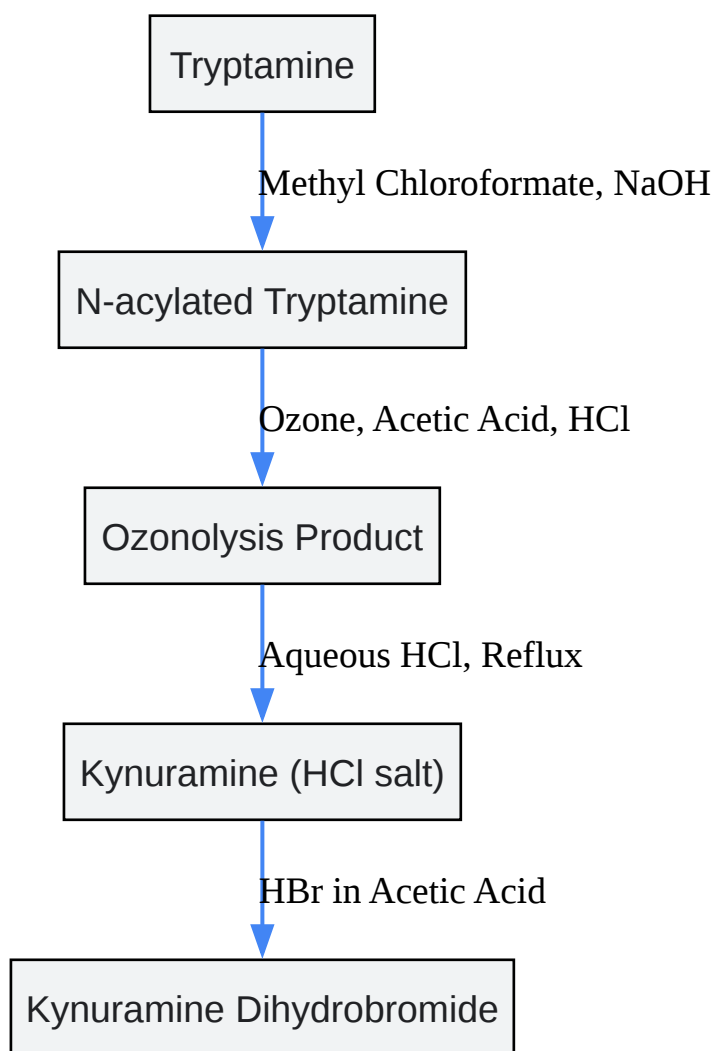 Tryptamine
Methyl Chloroformate, NaOH
N-acylated Tryptamine
Ozone, Acetic Acid, HCl
Ozonolysis Product
Aqueous HCl, Reflux
Kynuramine (HCl salt)
HBr in Acetic Acid
Kynuramine Dihydrobromide